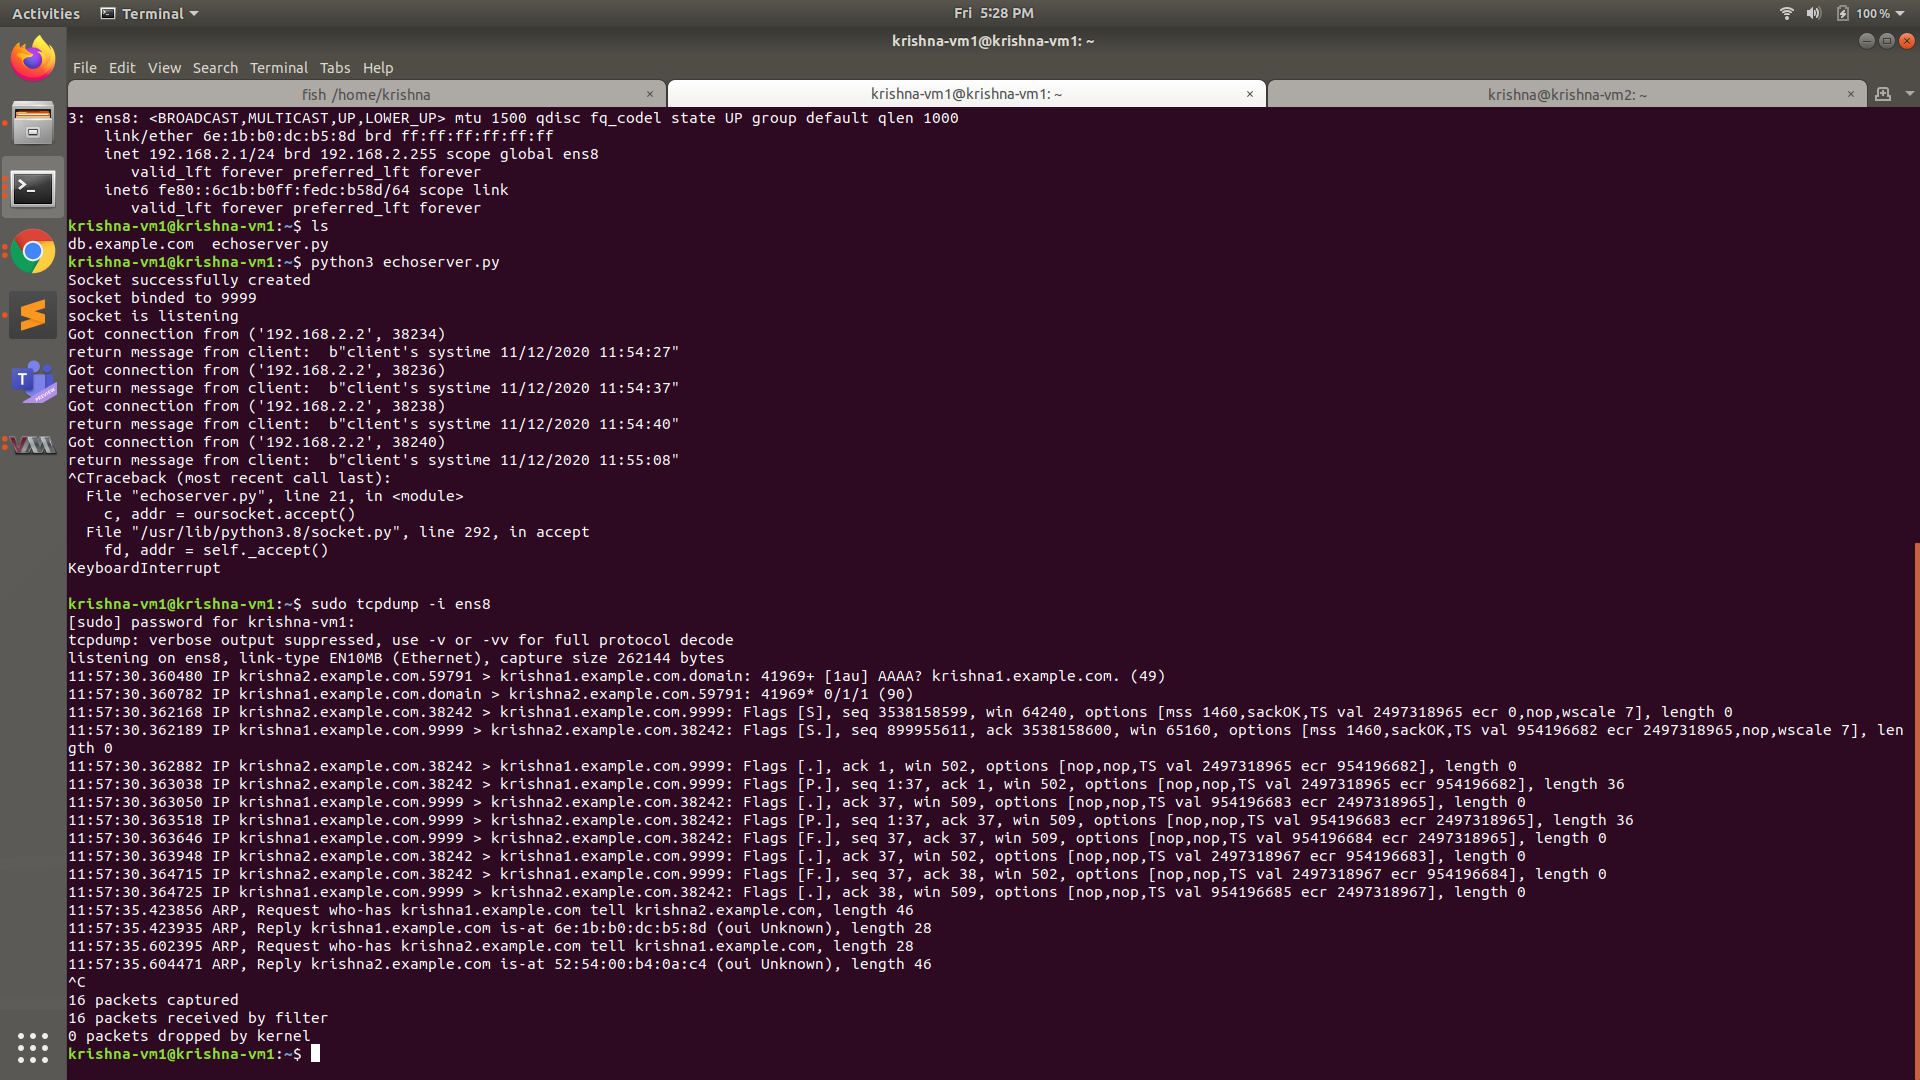 Activities Terminal Fri 5:28 PM 100%
krishna-vm1@krishna-vm1: ~
File Edit View Search Terminal Tabs Help
fish /home/krishna × krishna-vm1@krishna-vm1: ~ × krishna@krishna-vm2: ~ ×
3: ens8: <BROADCAST,MULTICAST,UP,LOWER_UP> mtu 1500 qdisc fq_codel state UP group default qlen 1000
    link/ether 6e:1b:b0:dc:b5:8d brd ff:ff:ff:ff:ff:ff
    inet 192.168.2.1/24 brd 192.168.2.255 scope global ens8
       valid_lft forever preferred_lft forever
    inet6 fe80::6c1b:b0ff:fedc:b58d/64 scope link
       valid_lft forever preferred_lft forever
krishna-vm1@krishna-vm1:~$ ls
db.example.com  echoserver.py
krishna-vm1@krishna-vm1:~$ python3 echoserver.py
Socket successfully created
socket binded to 9999
socket is listening
Got connection from ('192.168.2.2', 38234)
return message from client:  b"client's systime 11/12/2020 11:54:27"
Got connection from ('192.168.2.2', 38236)
return message from client:  b"client's systime 11/12/2020 11:54:37"
Got connection from ('192.168.2.2', 38238)
return message from client:  b"client's systime 11/12/2020 11:54:40"
Got connection from ('192.168.2.2', 38240)
return message from client:  b"client's systime 11/12/2020 11:55:08"
^CTraceback (most recent call last):
  File "echoserver.py", line 21, in <module>
    c, addr = oursocket.accept()
  File "/usr/lib/python3.8/socket.py", line 292, in accept
    fd, addr = self._accept()
KeyboardInterrupt
krishna-vm1@krishna-vm1:~$ sudo tcpdump -i ens8
[sudo] password for krishna-vm1:
tcpdump: verbose output suppressed, use -v or -vv for full protocol decode
listening on ens8, link-type EN10MB (Ethernet), capture size 262144 bytes
11:57:30.360480 IP krishna2.example.com.59791 > krishna1.example.com.domain: 41969+ [1au] AAAA? krishna1.example.com. (49)
11:57:30.360782 IP krishna1.example.com.domain > krishna2.example.com.59791: 41969* 0/1/1 (90)
11:57:30.362168 IP krishna2.example.com.38242 > krishna1.example.com.9999: Flags [S], seq 3538158599, win 64240, options [mss 1460,sackOK,TS val 2497318965 ecr 0,nop,wscale 7], length 0
11:57:30.362189 IP krishna1.example.com.9999 > krishna2.example.com.38242: Flags [S.], seq 899955611, ack 3538158600, win 65160, options [mss 1460,sackOK,TS val 954196682 ecr 2497318965,nop,wscale 7], len
gth 0
11:57:30.362882 IP krishna2.example.com.38242 > krishna1.example.com.9999: Flags [.], ack 1, win 502, options [nop,nop,TS val 2497318965 ecr 954196682], length 0
11:57:30.363038 IP krishna2.example.com.38242 > krishna1.example.com.9999: Flags [P.], seq 1:37, ack 1, win 502, options [nop,nop,TS val 2497318965 ecr 954196682], length 36
11:57:30.363050 IP krishna1.example.com.9999 > krishna2.example.com.38242: Flags [.], ack 37, win 509, options [nop,nop,TS val 954196683 ecr 2497318965], length 0
11:57:30.363518 IP krishna1.example.com.9999 > krishna2.example.com.38242: Flags [P.], seq 1:37, ack 37, win 509, options [nop,nop,TS val 954196683 ecr 2497318965], length 36
11:57:30.363646 IP krishna1.example.com.9999 > krishna2.example.com.38242: Flags [F.], seq 37, ack 37, win 509, options [nop,nop,TS val 954196684 ecr 2497318965], length 0
11:57:30.363948 IP krishna2.example.com.38242 > krishna1.example.com.9999: Flags [.], ack 37, win 502, options [nop,nop,TS val 2497318967 ecr 954196683], length 0
11:57:30.364715 IP krishna2.example.com.38242 > krishna1.example.com.9999: Flags [F.], seq 37, ack 38, win 502, options [nop,nop,TS val 2497318967 ecr 954196684], length 0
11:57:30.364725 IP krishna1.example.com.9999 > krishna2.example.com.38242: Flags [.], ack 38, win 509, options [nop,nop,TS val 954196685 ecr 2497318967], length 0
11:57:35.423856 ARP, Request who-has krishna1.example.com tell krishna2.example.com, length 46
11:57:35.423935 ARP, Reply krishna1.example.com is-at 6e:1b:b0:dc:b5:8d (oui Unknown), length 28
11:57:35.602395 ARP, Request who-has krishna2.example.com tell krishna1.example.com, length 28
11:57:35.604471 ARP, Reply krishna2.example.com is-at 52:54:00:b4:0a:c4 (oui Unknown), length 46
^C
16 packets captured
16 packets received by filter
0 packets dropped by kernel
krishna-vm1@krishna-vm1:~$